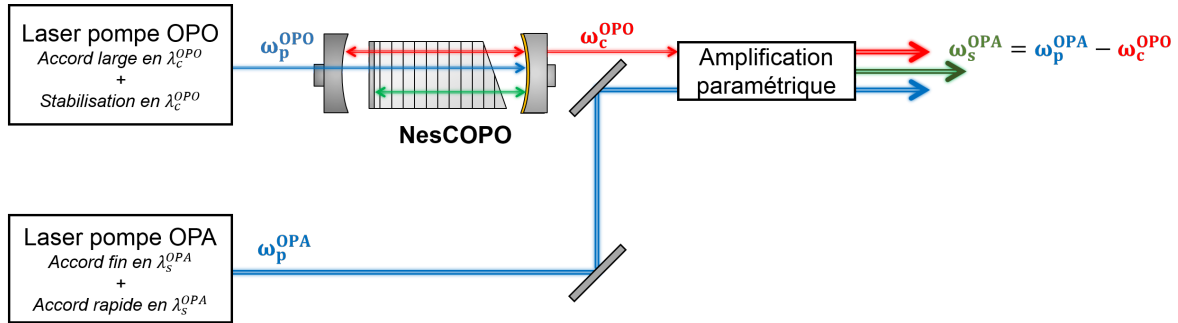 Laser pompe OPO
Accord large en λ_c^OPO
+
Stabilisation en λ_c^OPO
ω_p^OPO
NesCOPO
ω_c^OPO
Amplification
paramétrique
ω_s^OPA = ω_p^OPA − ω_c^OPO
Laser pompe OPA
Accord fin en λ_s^OPA
+
Accord rapide en λ_s^OPA
ω_p^OPA